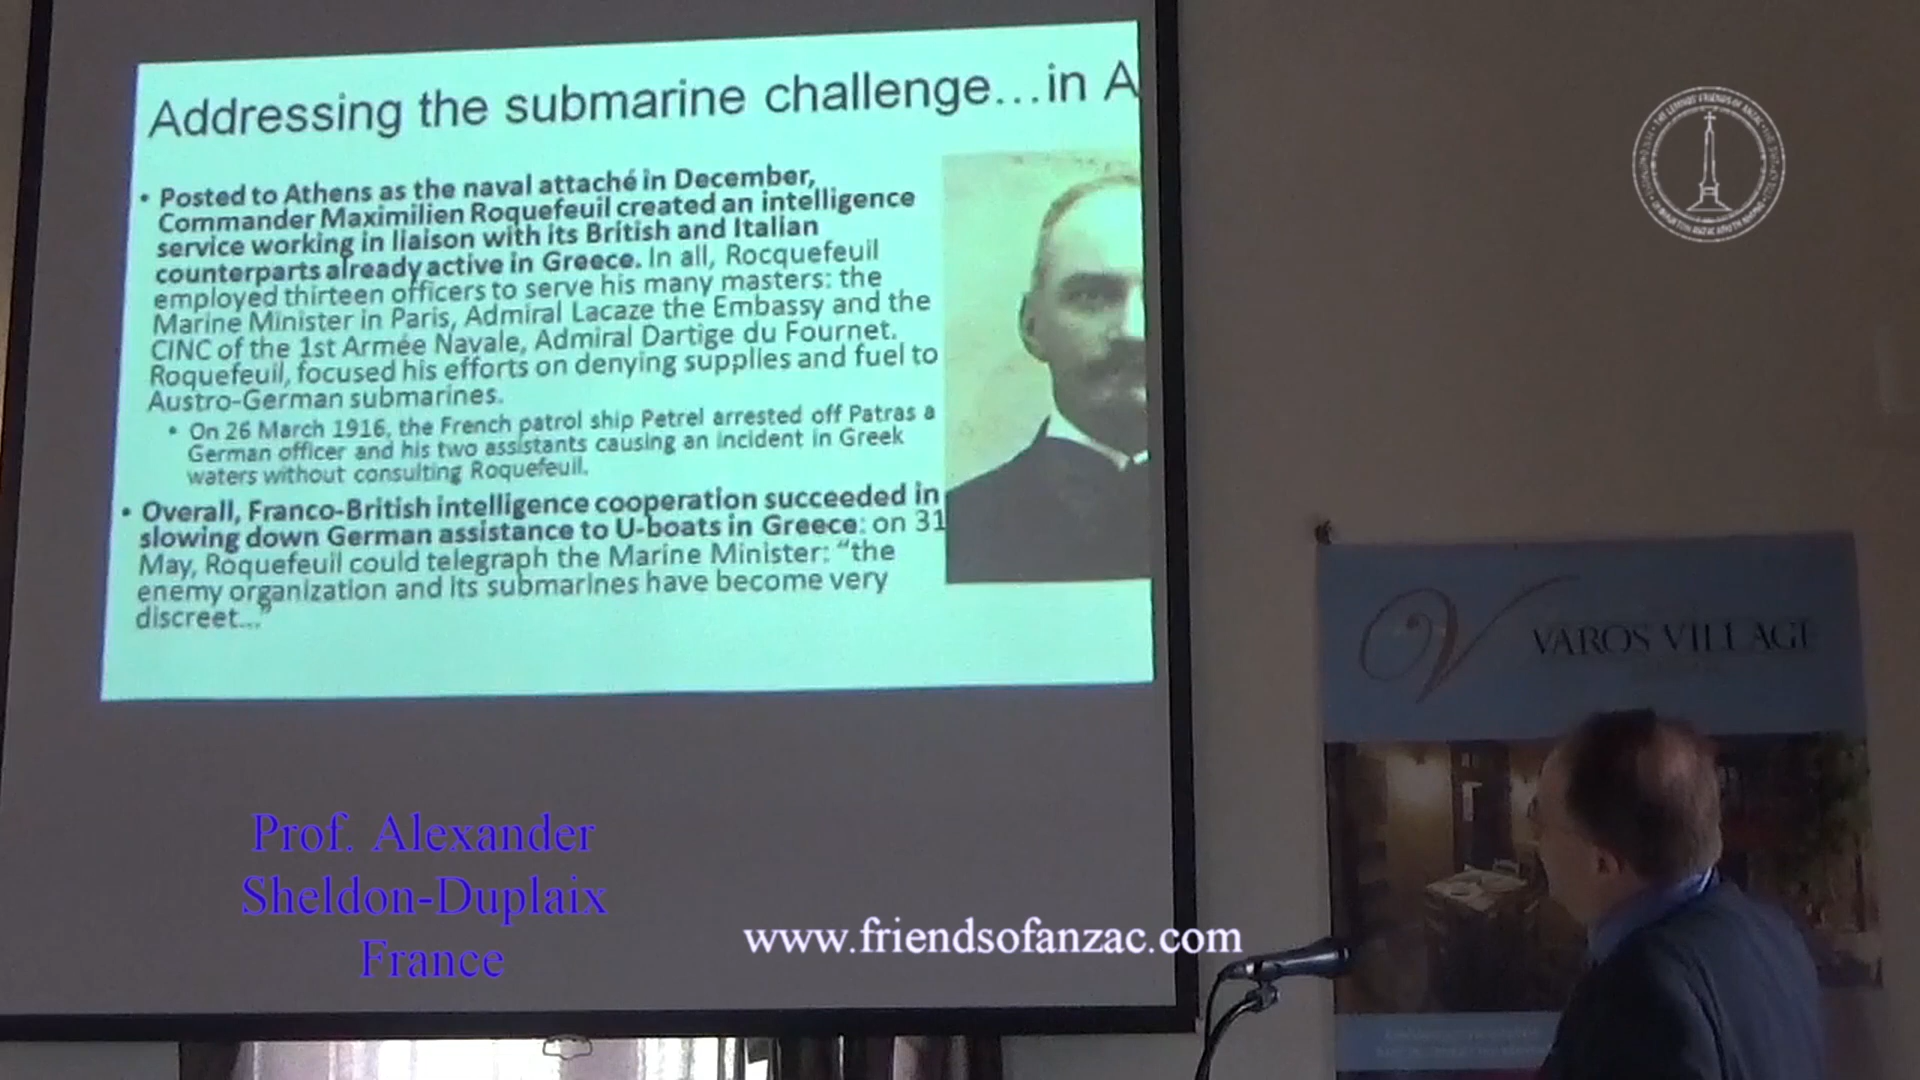 Addressing the submarine challenge…in A
• Posted to Athens as the naval attaché in December,
Commander Maximilien Roquefeuil created an intelligence
service working in liaison with its British and Italian
counterparts already active in Greece. In all, Rocquefeuil
employed thirteen officers to serve his many masters: the
Marine Minister in Paris, Admiral Lacaze the Embassy and the
CINC of the 1st Armée Navale, Admiral Dartige du Fournet.
Roquefeuil, focused his efforts on denying supplies and fuel to
Austro-German submarines.
• On 26 March 1916, the French patrol ship Petrel arrested off Patras a
German officer and his two assistants causing an incident in Greek
waters without consulting Roquefeuil.
• Overall, Franco-British intelligence cooperation succeeded in
slowing down German assistance to U-boats in Greece: on 31
May, Roquefeuil could telegraph the Marine Minister: “the
enemy organization and its submarines have become very
discreet…”
VAROS VILLAGE
Prof. Alexander
Sheldon-Duplaix
France
www.friendsofanzac.com